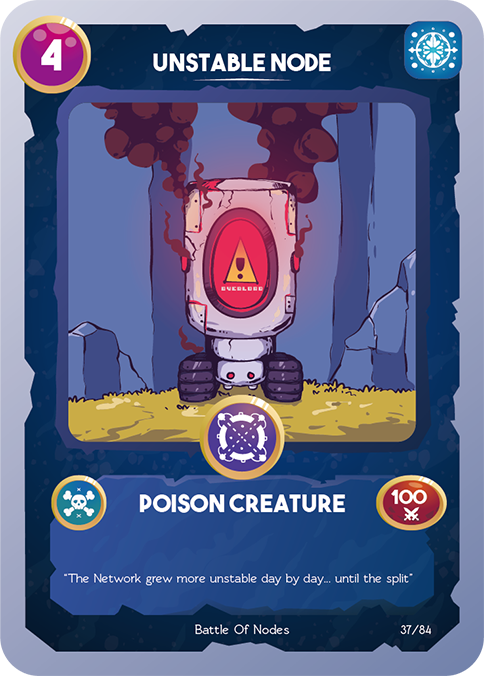 4
UNSTABLE NODE
POISON CREATURE
100
"The Network grew more unstable day by day... until the split"
Battle Of Nodes
37/84